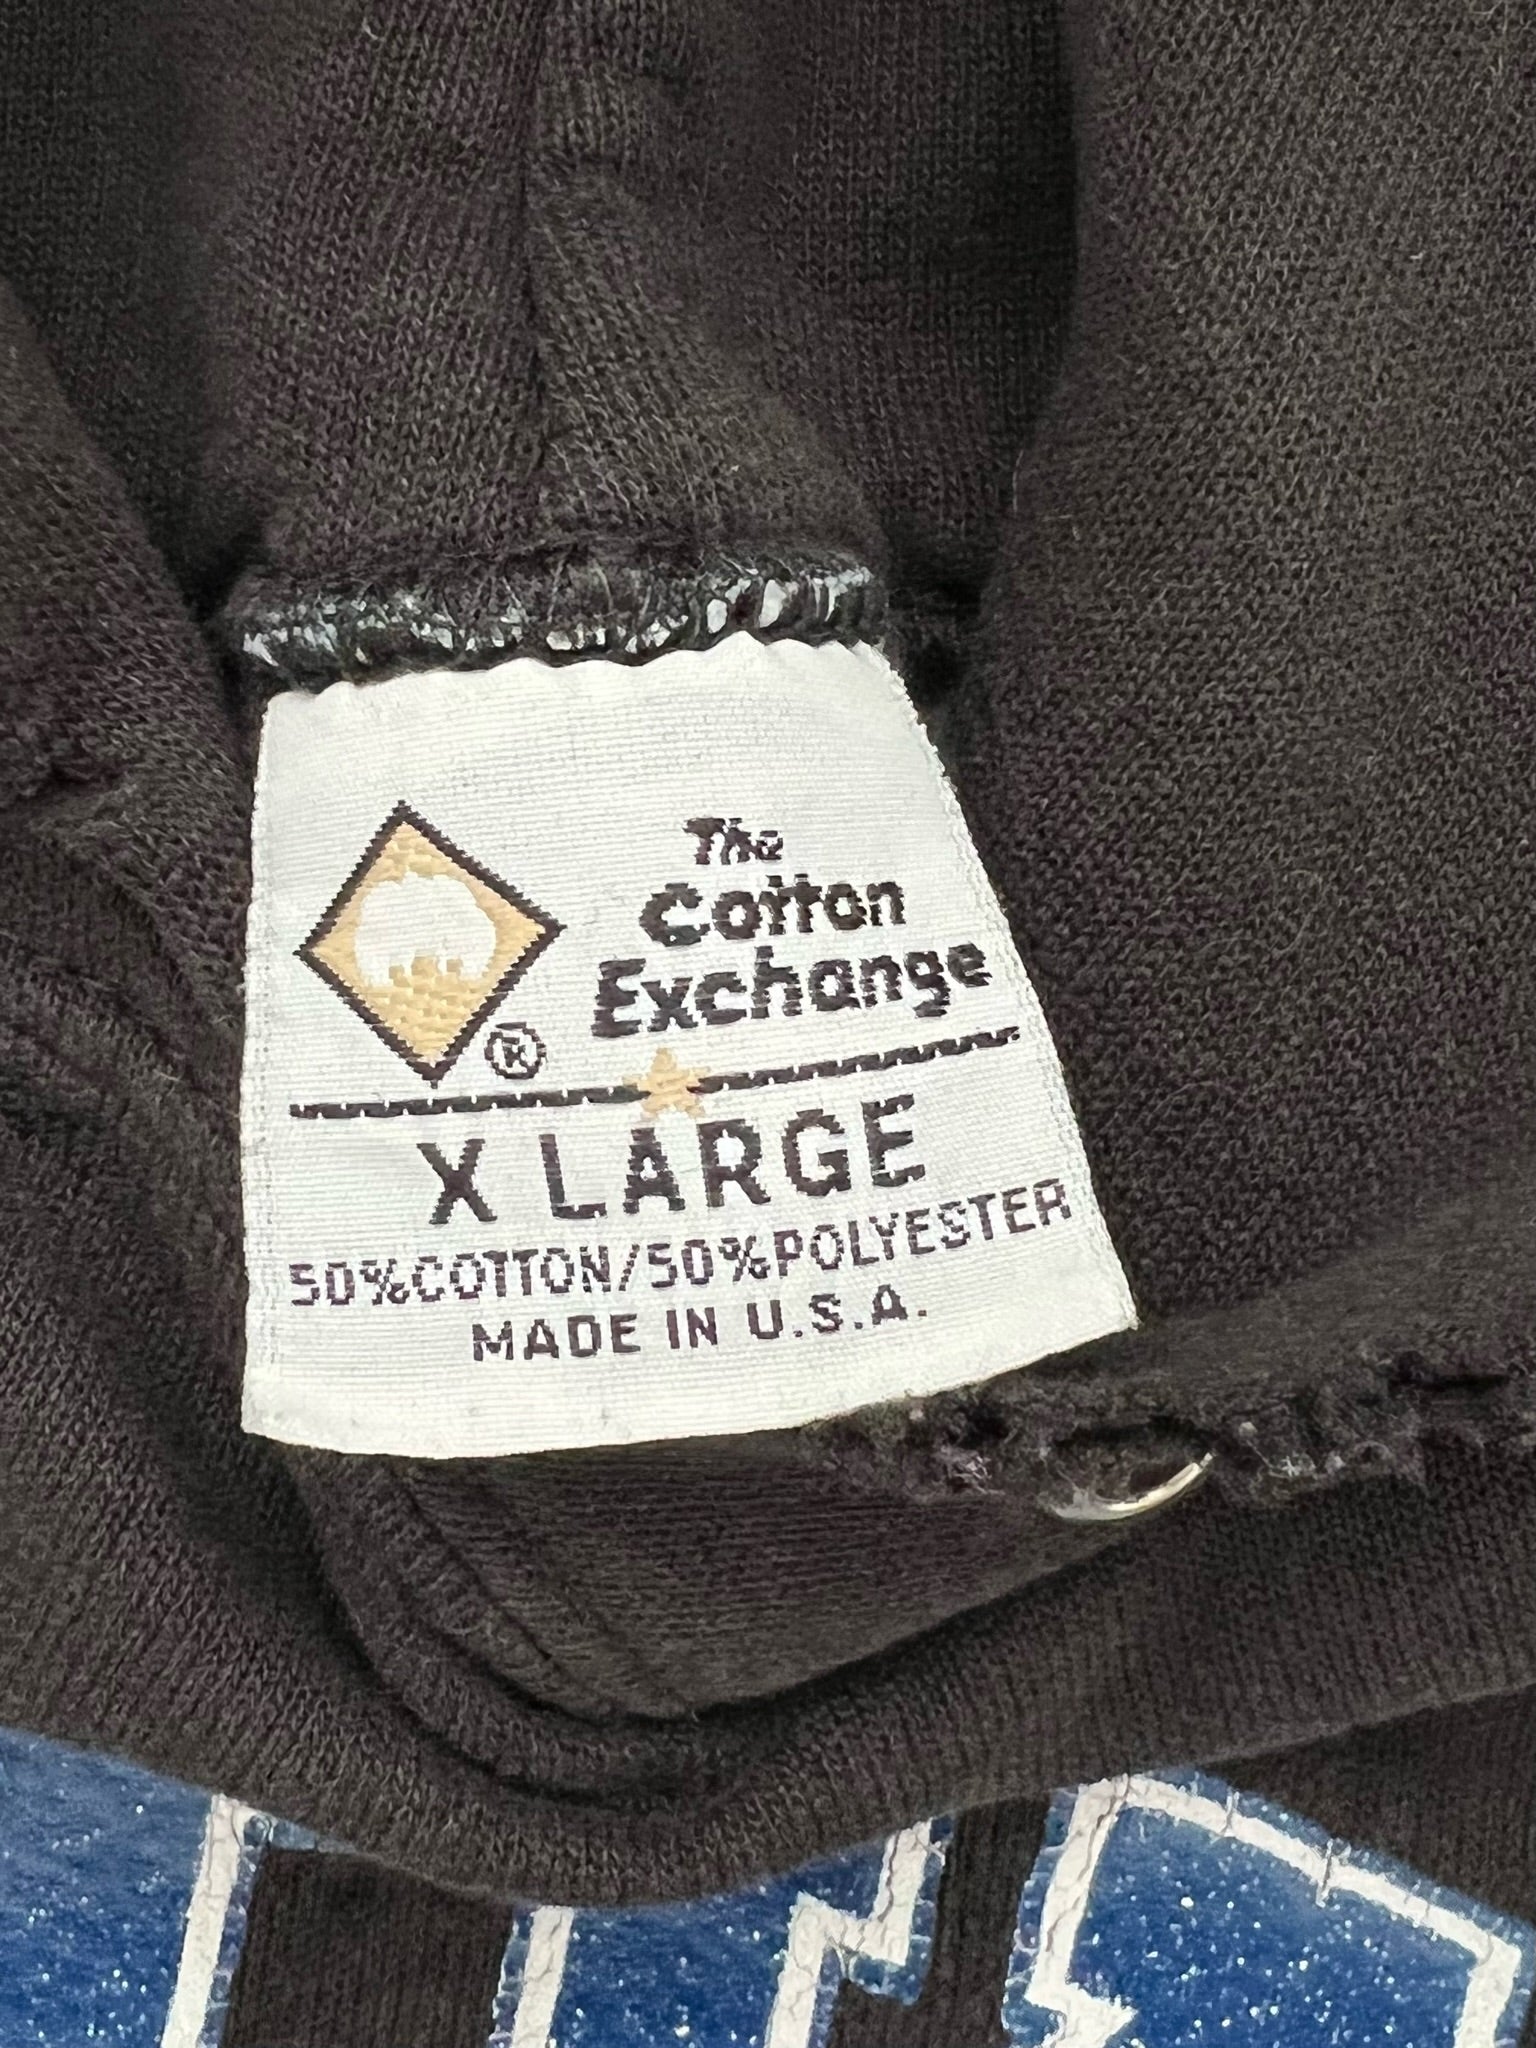 The
Cotton
Exchange
®
X LARGE
50%COTTON/50%POLYESTER
MADE IN U.S.A.